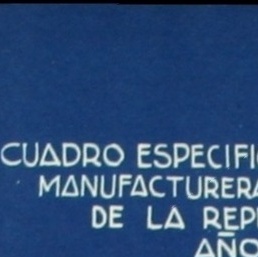 CUADRO ESPECIFI
MANUFACTURERA
DE LA REP
AÑO